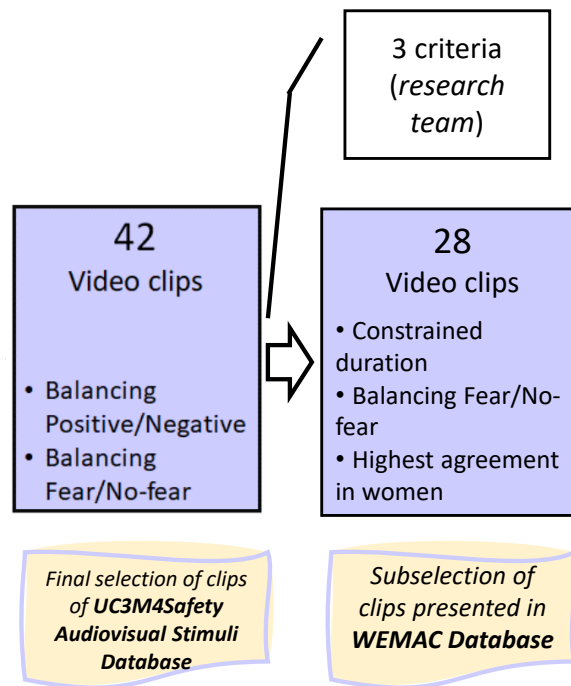 3 criteria
(research
team)
42
Video clips
• Balancing
Positive/Negative
• Balancing
Fear/No-fear
28
Video clips
• Constrained
duration
• Balancing Fear/No-
fear
• Highest agreement
in women
Final selection of clips
of UC3M4Safety
Audiovisual Stimuli
Database
Subselection of
clips presented in
WEMAC Database